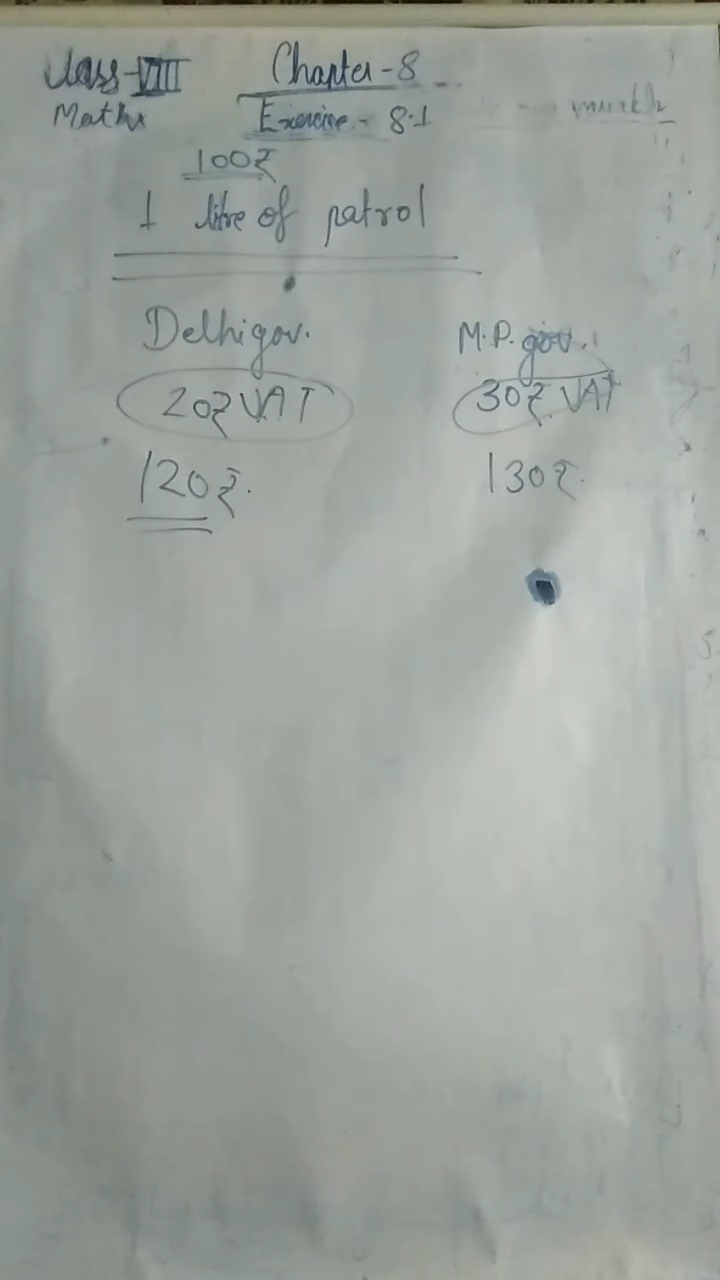 Class-VIII Chapter-8
Maths Exercise - 8.1
100₹
1 litre of patrol
Delhi gov. M.P. gov.
20₹ VAT 30₹ VAT
120₹. 130₹.